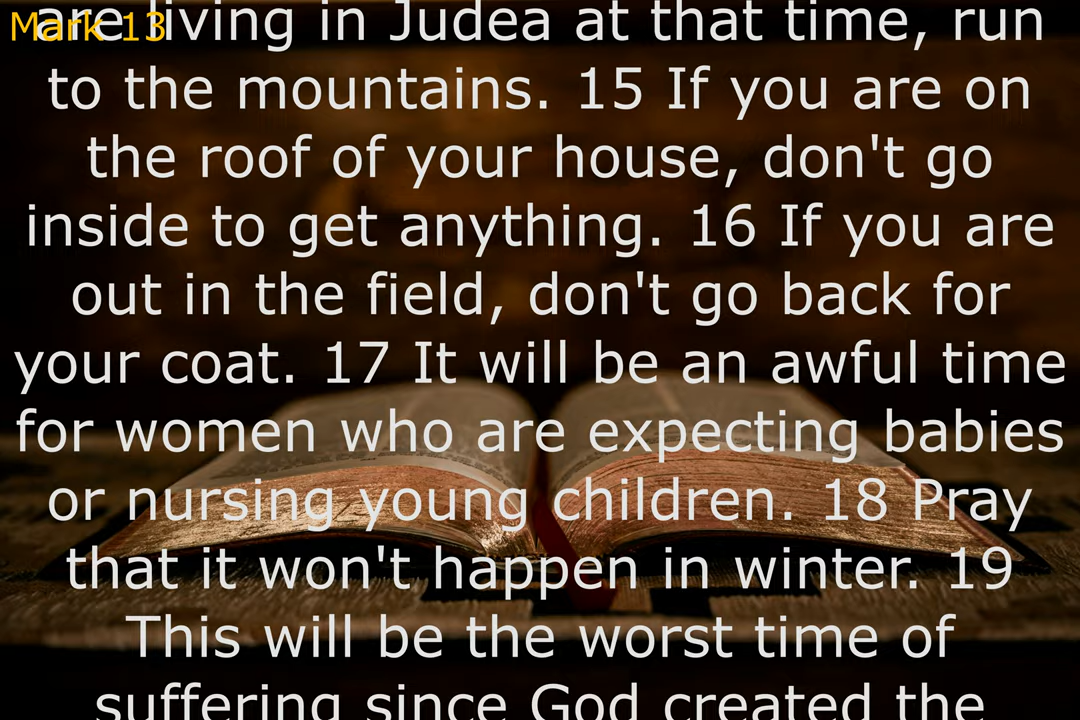 Mark 13
are living in Judea at that time, run
to the mountains. 15 If you are on
the roof of your house, don't go
inside to get anything. 16 If you are
out in the field, don't go back for
your coat. 17 It will be an awful time
for women who are expecting babies
or nursing young children. 18 Pray
that it won't happen in winter. 19
This will be the worst time of
suffering since God created the